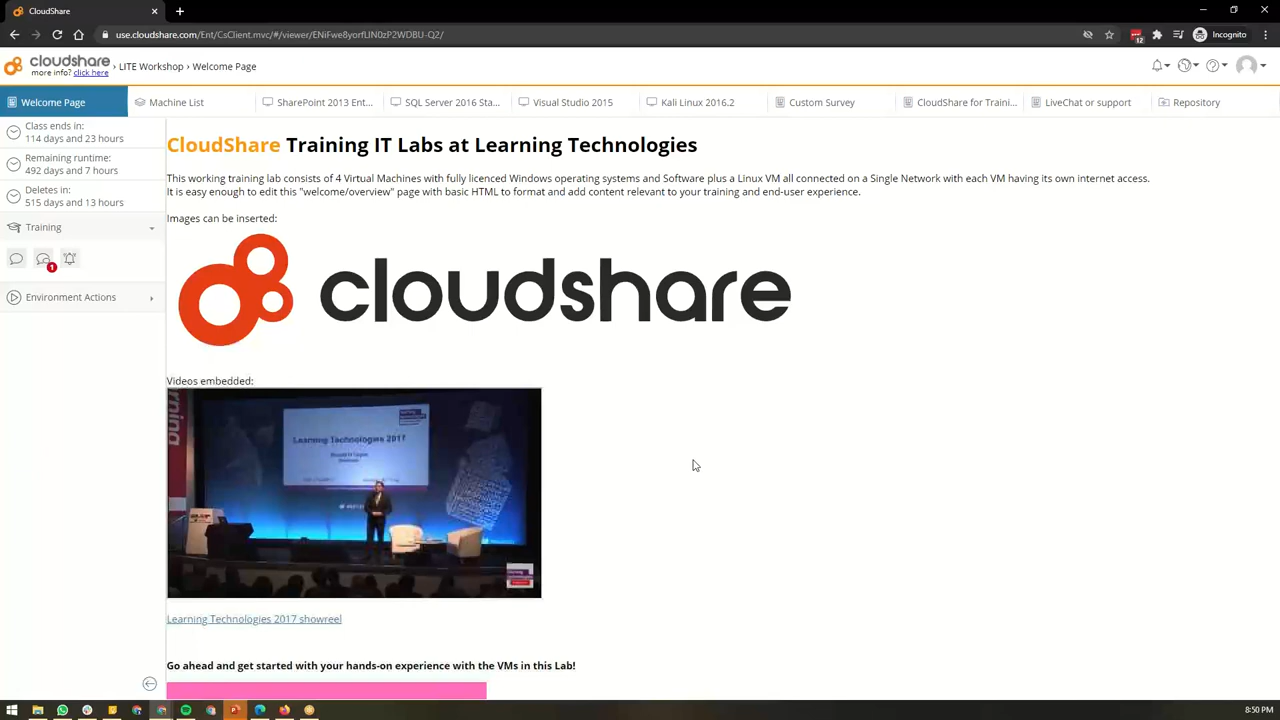 CloudShare
use.cloudshare.com/Ent/CsClient.mvc/#/viewer/ENiFwe8yorfLIN0zP2WDBU-Q2/
12
Incognito
cloudshare
more info? click here
› LITE Workshop › Welcome Page
Welcome Page
Machine List
SharePoint 2013 Ent...
SQL Server 2016 Sta...
Visual Studio 2015
Kali Linux 2016.2
Custom Survey
CloudShare for Traini...
LiveChat or support
Repository
Class ends in:
114 days and 23 hours
Remaining runtime:
492 days and 7 hours
Deletes in:
515 days and 13 hours
Training
1
Environment Actions
CloudShare Training IT Labs at Learning Technologies
This working training lab consists of 4 Virtual Machines with fully licenced Windows operating systems and Software plus a Linux VM all connected on a Single Network with each VM having its own internet access.
It is easy enough to edit this "welcome/overview" page with basic HTML to format and add content relevant to your training and end-user experience.
Images can be inserted:
cloudshare
Videos embedded:
Learning Technologies 2017
Learning Technologies 2017 showreel
Go ahead and get started with your hands-on experience with the VMs in this Lab!
8:50 PM